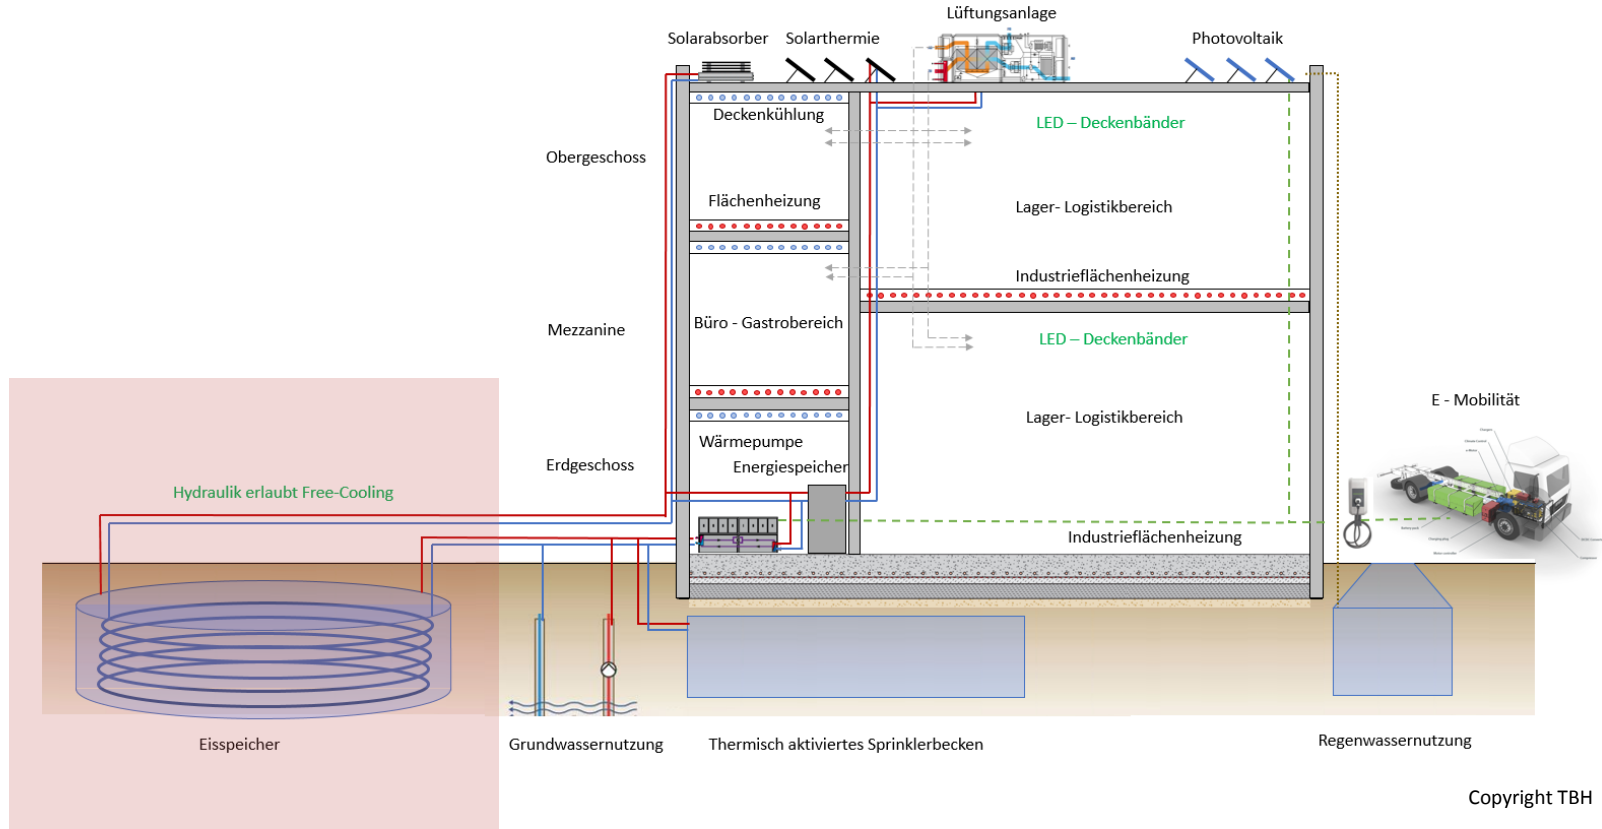 Lüftungsanlage
Solarabsorber
Solarthermie
Photovoltaik
Deckenkühlung
LED – Deckenbänder
Obergeschoss
Flächenheizung
Lager- Logistikbereich
Industrieflächenheizung
Mezzanine
Büro - Gastrobereich
LED – Deckenbänder
E - Mobilität
Lager- Logistikbereich
Wärmepumpe
Erdgeschoss
Energiespeicher
Hydraulik erlaubt Free-Cooling
Industrieflächenheizung
Eisspeicher
Grundwassernutzung
Thermisch aktiviertes Sprinklerbecken
Regenwassernutzung
Copyright TBH